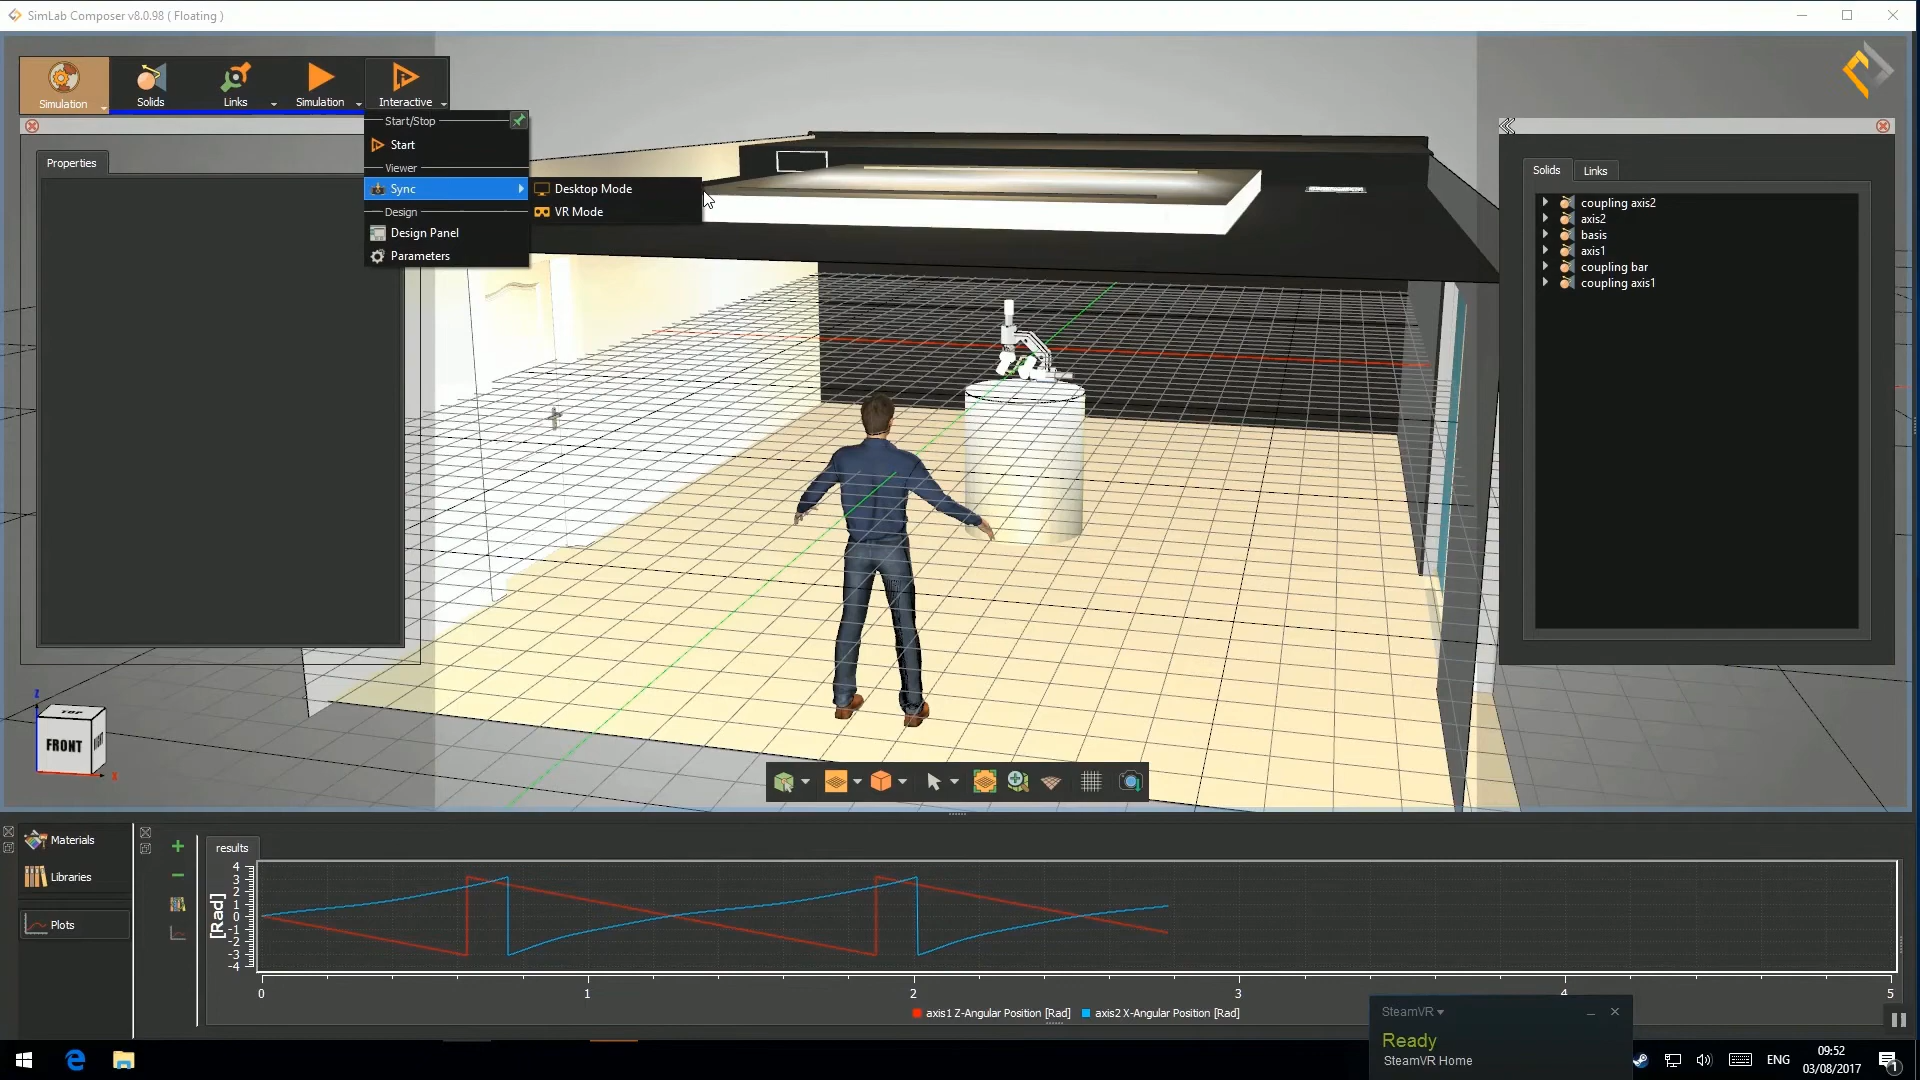 SimLab Composer v8.0.98 ( Floating )
Simulation
Solids
Links
Simulation
Interactive
Start/Stop
Start
Viewer
Sync
Desktop Mode
VR Mode
Design
Design Panel
Parameters
Properties
Solids
Links
coupling axis2
axis2
basis
axis1
coupling bar
coupling axis1
Z
TOP
FRONT
X
Materials
Libraries
Plots
results
[Rad]
4
3
2
1
0
-1
-2
-3
-4
0 1 2 3 4 5
axis1 Z-Angular Position [Rad] axis2 X-Angular Position [Rad]
SteamVR
Ready
SteamVR Home
ENG
09:52
03/08/2017
1